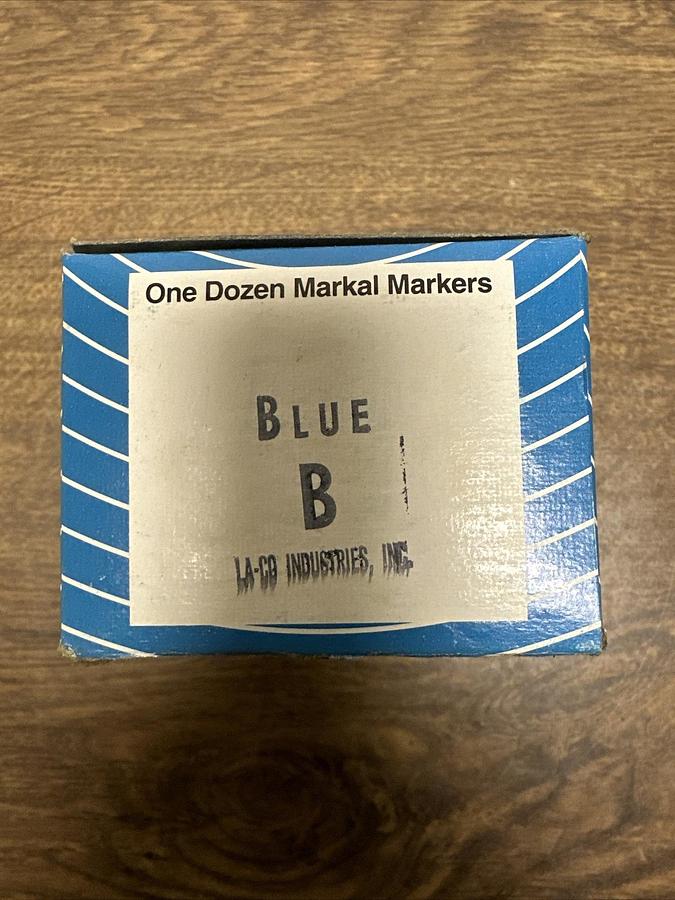 One Dozen Markal Markers
BLUE
B
LA-CO INDUSTRIES, INC.